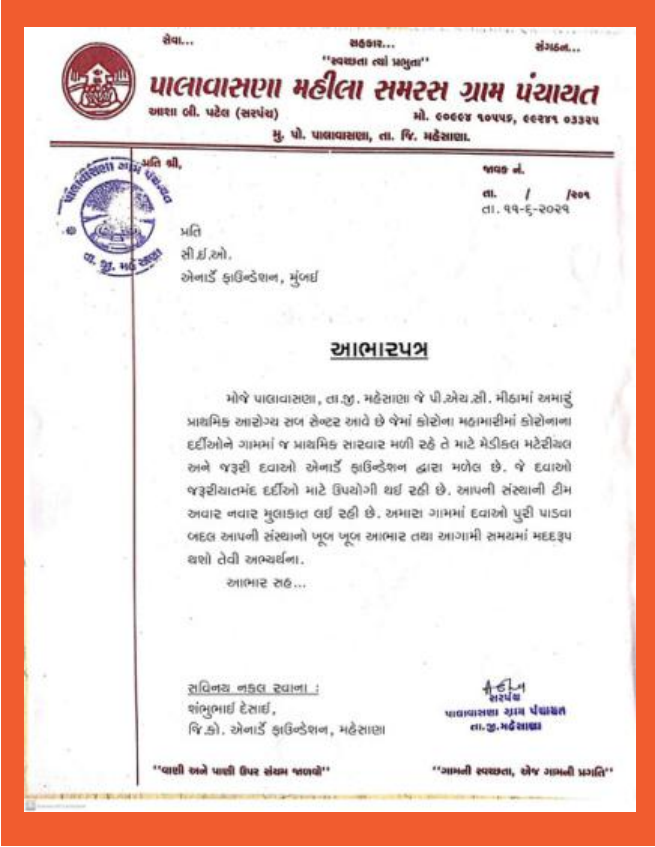 સેવા... સહકાર... સંગઠન...
"સ્વચ્છતા ત્યાં પ્રભુતા"
પાલાવાસણા મહીલા સમરસ ગ્રામ પંચાયત
આશા બી. પટેલ (સરપંચ) મો. ૯૦૯૯૪ ૧૦૫૫૬, ૯૯૨૪૧ ૦૩૩૨૫
મુ. પો. પાલાવાસણા, તા. જિ. મહેસાણા.
પ્રતિ શ્રી, જાવક નં.
તા. / /૨૦૧
તા. ૧૧-૬-૨૦૨૧
પાલાવાસણા ગ્રામ પંચાયત
તા. જી. મહેસાણા
પ્રતિ
સી.ઈ.ઓ.
એનાર્ડે ફાઉન્ડેશન, મુંબઈ
આભારપત્ર
મોજે પાલાવાસણા, તા.જી. મહેસાણા જે પી.એચ.સી. મીઠામાં અમારું
પ્રાથમિક આરોગ્ય સબ સેન્ટર આવે છે જેમાં કોરોના મહામારીમાં કોરોનાના
દર્દીઓને ગામમાં જ પ્રાથમિક સારવાર મળી રહે તે માટે મેડીકલ મટેરીયલ
અને જરૂરી દવાઓ એનાર્ડે ફાઉન્ડેશન દ્વારા મળેલ છે. જે દવાઓ
જરૂરીયાતમંદ દર્દીઓ માટે ઉપયોગી થઈ રહી છે. આપની સંસ્થાની ટીમ
અવાર નવાર મુલાકાત લઈ રહી છે. અમારા ગામમાં દવાઓ પુરી પાડવા
બદલ આપની સંસ્થાનો ખૂબ ખૂબ આભાર તથા આગામી સમયમાં મદદરૂપ
થશો તેવી અભ્યર્થના.
આભાર સહ...
સવિનય નકલ રવાના :
શંભુભાઈ દેસાઈ,
જિ.કો. એનાર્ડે ફાઉન્ડેશન, મહેસાણા
સરપંચ
પાલાવાસણા ગ્રામ પંચાયત
તા.જી.મહેસાણા
"વાણી અને પાણી ઉપર સંયમ જાળવો" "ગામની સ્વચ્છતા, એજ ગામની પ્રગતિ"